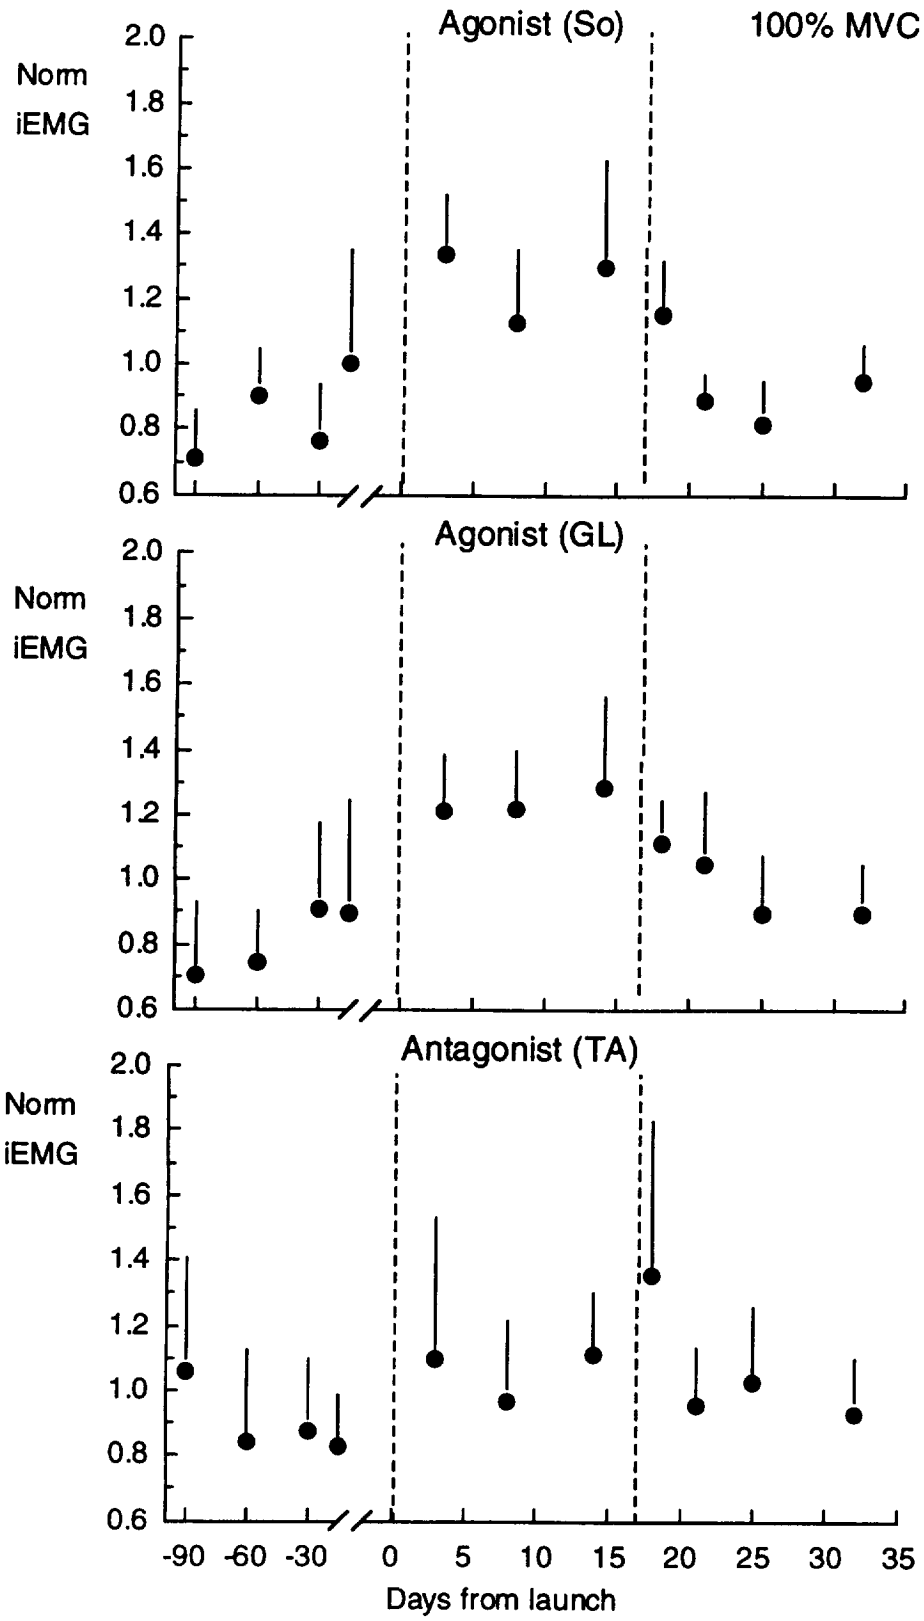 Agonist (So) 100% MVC
Norm
iEMG
2.0
1.8
1.6
1.4
1.2
1.0
0.8
0.6
Agonist (GL)
Norm
iEMG
2.0
1.8
1.6
1.4
1.2
1.0
0.8
0.6
Antagonist (TA)
Norm
iEMG
2.0
1.8
1.6
1.4
1.2
1.0
0.8
0.6
-90 -60 -30 0 5 10 15 20 25 30 35
Days from launch